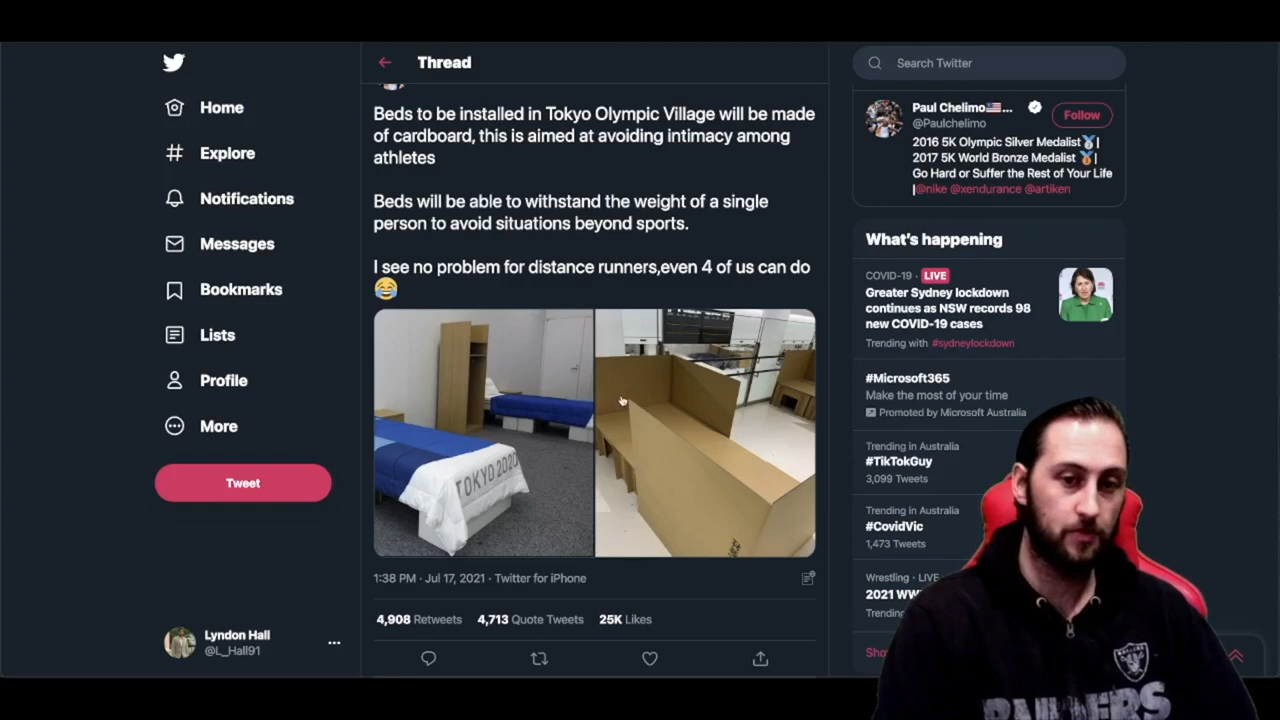 Thread
Search Twitter
Home
Explore
Notifications
Messages
Bookmarks
Lists
Profile
More
Tweet
Lyndon Hall
@L_Hall91
Beds to be installed in Tokyo Olympic Village will be made
of cardboard, this is aimed at avoiding intimacy among
athletes
Beds will be able to withstand the weight of a single
person to avoid situations beyond sports.
I see no problem for distance runners,even 4 of us can do
TOKYO 2020
1:38 PM · Jul 17, 2021 · Twitter for iPhone
4,908 Retweets 4,713 Quote Tweets 25K Likes
Paul Chelimo🇺🇸...
@Paulchelimo
Follow
2016 5K Olympic Silver Medalist🥈|
2017 5K World Bronze Medalist 🥉|
Go Hard or Suffer the Rest of Your Life
|@nike @xendurance @artiken
What's happening
COVID-19 · LIVE
Greater Sydney lockdown
continues as NSW records 98
new COVID-19 cases
Trending with #sydneylockdown
#Microsoft365
Make the most of your time
Promoted by Microsoft Australia
Trending in Australia
#TikTokGuy
3,099 Tweets
Trending in Australia
#CovidVic
1,473 Tweets
Wrestling · LIVE
2021 WW
Trending
Sho
RAIDERS
RAIDERS